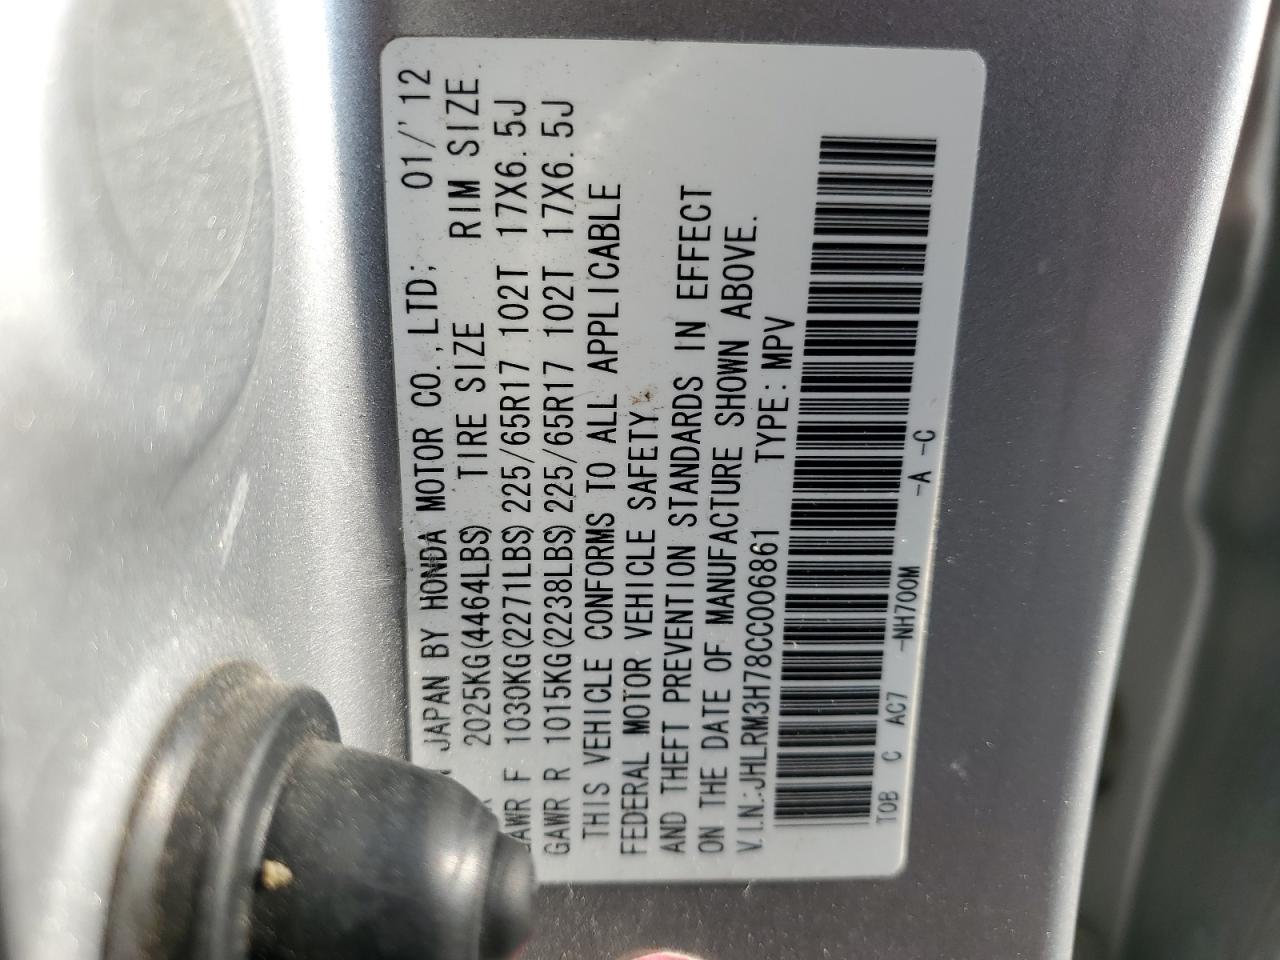 JAPAN BY HONDA MOTOR CO.,LTD; 01/'12
2025KG(4464LBS) TIRE SIZE RIM SIZE
GAWR F 1030KG(2271LBS) 225/65R17 102T 17X6.5J
GAWR R 1015KG(2238LBS) 225/65R17 102T 17X6.5J
THIS VEHICLE CONFORMS TO ALL APPLICABLE
FEDERAL MOTOR VEHICLE SAFETY
AND THEFT PREVENTION STANDARDS IN EFFECT
ON THE DATE OF MANUFACTURE SHOWN ABOVE.
V.I.N.:JHLRM3H78CC006861 TYPE:MPV
TOB C AC7 -NH700M -A -C